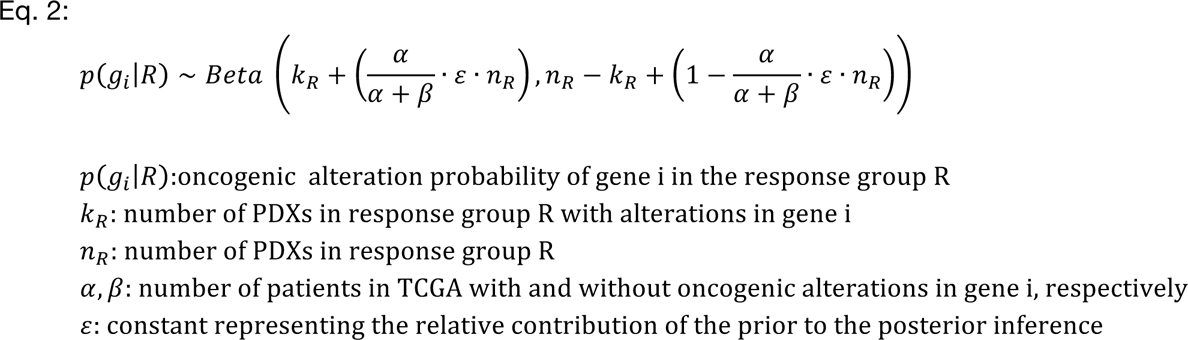 Eq. 2:
p(gᵢ|R) ~ Beta (k_R + (α/(α + β) · ε · n_R), n_R − k_R + (1 − α/(α + β) · ε · n_R))
p(gᵢ|R):oncogenic alteration probability of gene i in the response group R
k_R: number of PDXs in response group R with alterations in gene i
n_R: number of PDXs in response group R
α, β: number of patients in TCGA with and without oncogenic alterations in gene i, respectively
ε: constant representing the relative contribution of the prior to the posterior inference